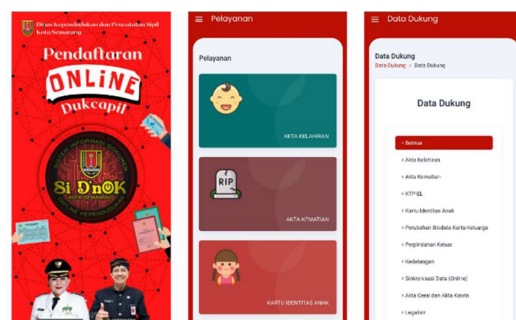 Dinas Kependudukan dan Pencatatan Sipil
Kota Semarang
Pendaftaran
ONLINE
Dukcapil
Si D'nOK
KOTA SEMARANG
Pelayanan
Pelayanan
AKTA KELAHIRAN
RIP
AKTA KEMATIAN
KARTU IDENTITAS ANAK
Data Dukung
Data Dukung
Data Dukung > Data Dukung
Data Dukung
> Semua
> Akta Kelahiran
> Akta Kematian
> KTP-EL
> Kartu Identitas Anak
> Perubahan Biodata Kartu Keluarga
> Perpindahan Keluar
> Kedatangan
> Sinkronisasi Data (Online)
> Akta Cerai dan Akta Kawin
> Legalisir